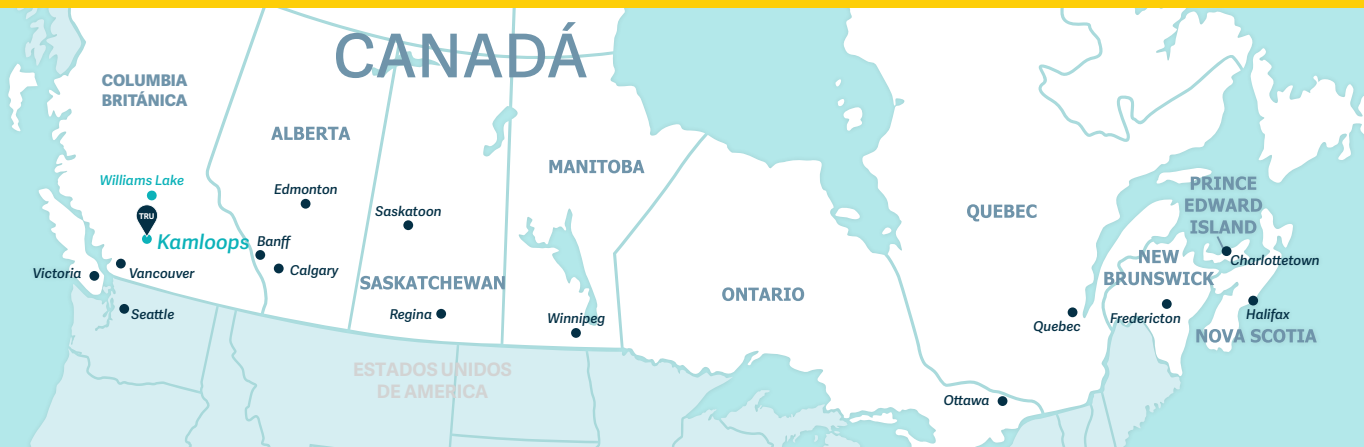 CANADÁ
COLUMBIA
BRITÁNICA
ALBERTA
MANITOBA
Williams Lake
Edmonton
TRU
Saskatoon
Kamloops
Banff
Victoria
Vancouver
Calgary
SASKATCHEWAN
Seattle
Regina
Winnipeg
ESTADOS UNIDOS
DE AMERICA
ONTARIO
QUEBEC
PRINCE
EDWARD
ISLAND
Charlottetown
NEW
BRUNSWICK
Quebec
Fredericton
Halifax
NOVA SCOTIA
Ottawa